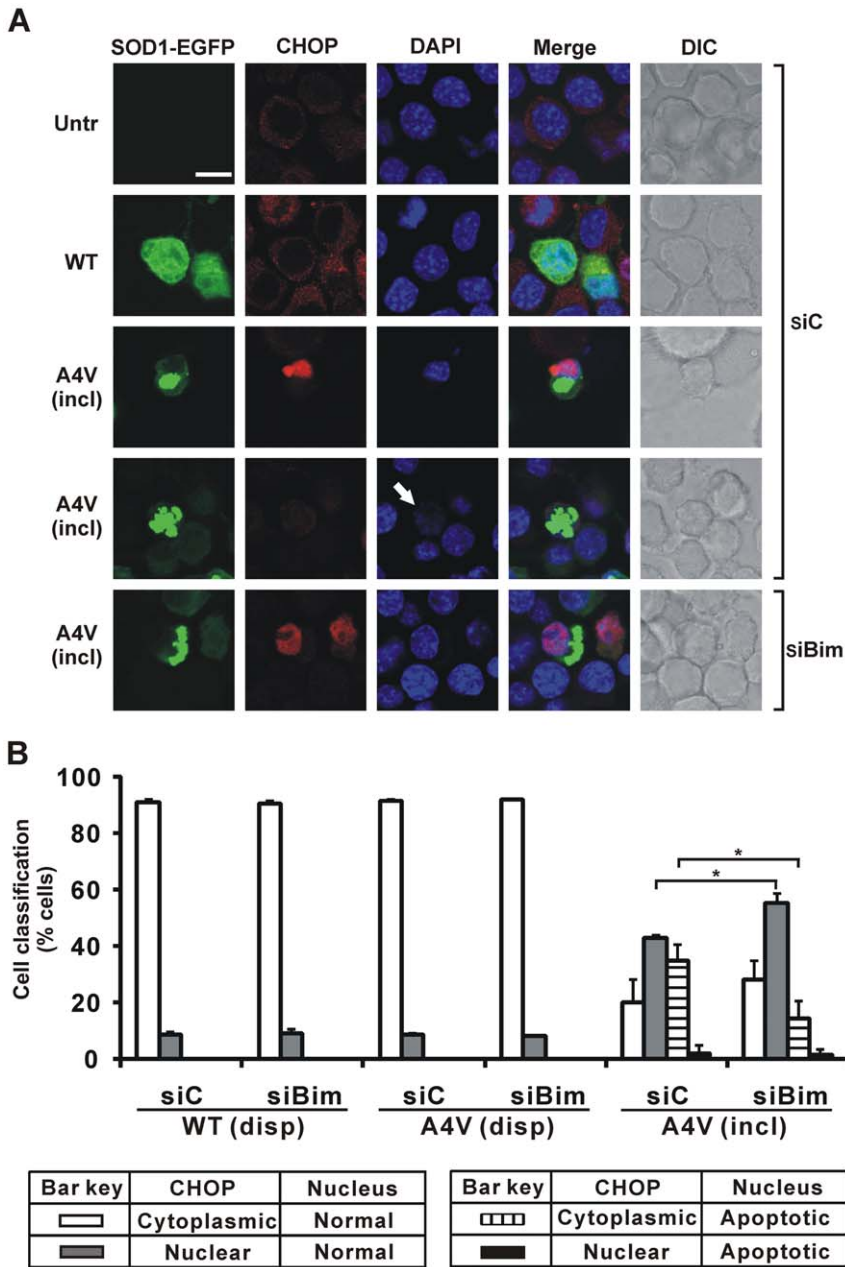 A
SOD1-EGFP CHOP DAPI Merge DIC
Untr
WT
A4V
(incl)
siC
A4V
(incl)
A4V
(incl)
siBim
B
Cell classification
(% cells)
100
80
60
40
20
0
*
*
siC siBim siC siBim siC siBim
WT (disp) A4V (disp) A4V (incl)
Bar key CHOP Nucleus
Cytoplasmic Normal
Nuclear Normal
Bar key CHOP Nucleus
Cytoplasmic Apoptotic
Nuclear Apoptotic